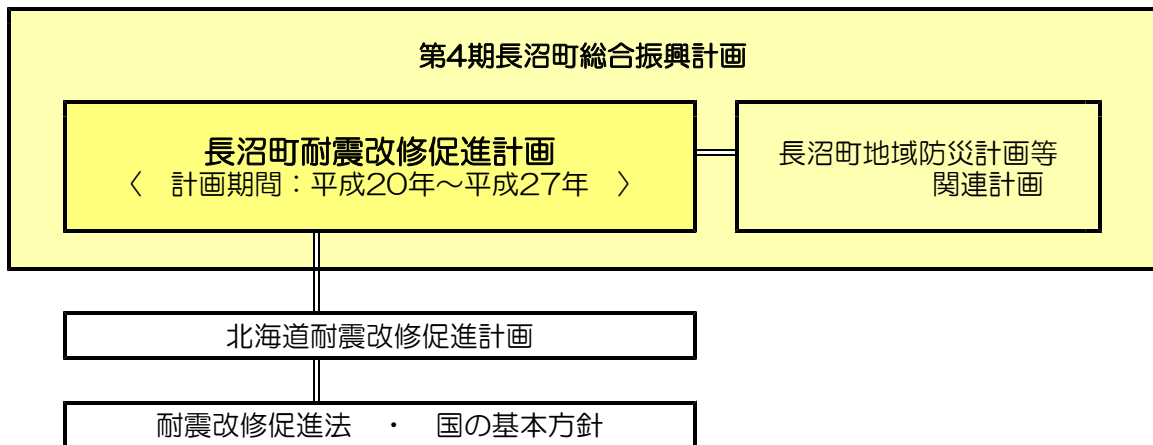 第4期長沼町総合振興計画
長沼町耐震改修促進計画
〈　計画期間：平成20年～平成27年　〉
長沼町地域防災計画等
関連計画
北海道耐震改修促進計画
耐震改修促進法　・　国の基本方針